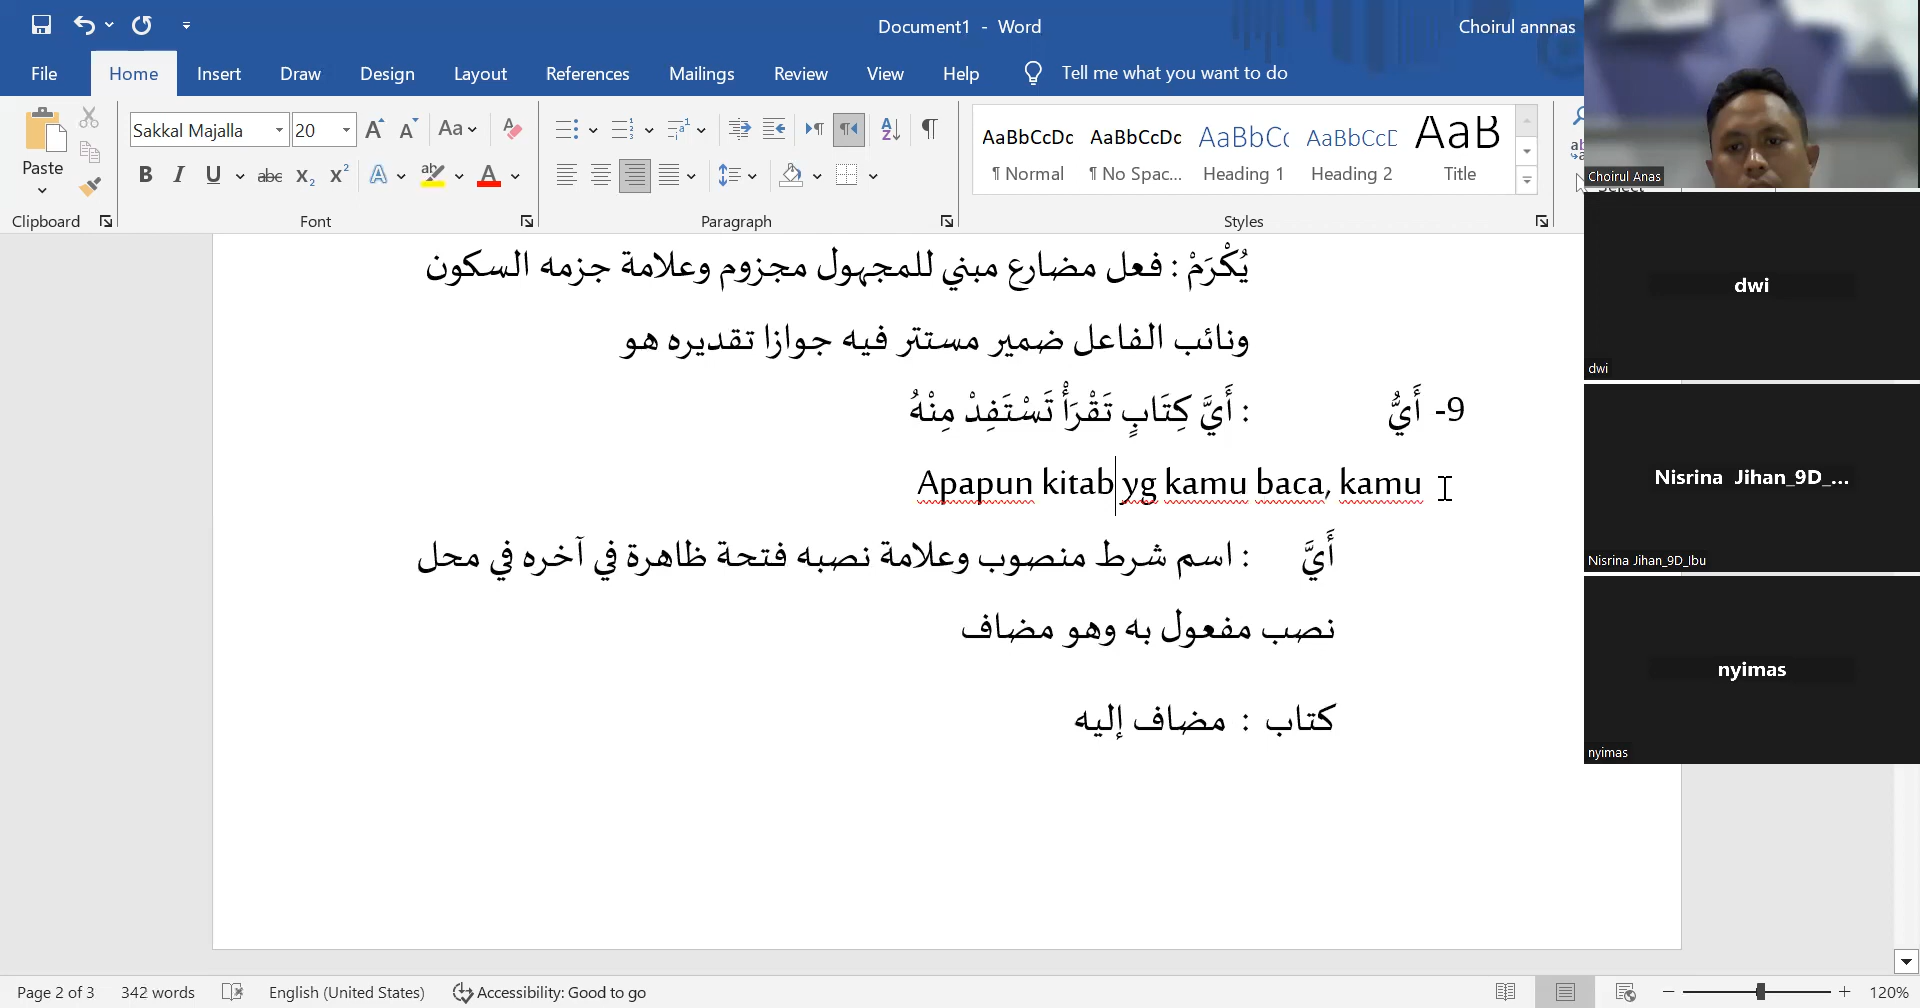 Document1 - Word
Choirul annnas
File Home Insert Draw Design Layout References Mailings Review View Help Tell me what you want to do
Sakkal Majalla 20
Paste
AaBbCcDc AaBbCcDc AaBbCc AaBbCcD AaB
¶ Normal ¶ No Spac... Heading 1 Heading 2 Title
Clipboard Font Paragraph Styles
Choirul Anas
يُكْرَمْ : فعل مضارع مبني للمجهول مجزوم وعلامة جزمه السكون
ونائب الفاعل ضمير مستتر فيه جوازا تقديره هو
9- أَيُّ : أَيَّ كِتَابٍ تَقْرَأْ تَسْتَفِدْ مِنْهُ
Apapun kitab yg kamu baca, kamu
أَيَّ : اسم شرط منصوب وعلامة نصبه فتحة ظاهرة في آخره في محل
نصب مفعول به وهو مضاف
كتاب : مضاف إليه
dwi
dwi
Nisrina Jihan_9D_...
Nisrina Jihan_9D_Ibu
nyimas
nyimas
Page 2 of 3 342 words English (United States) Accessibility: Good to go 120%